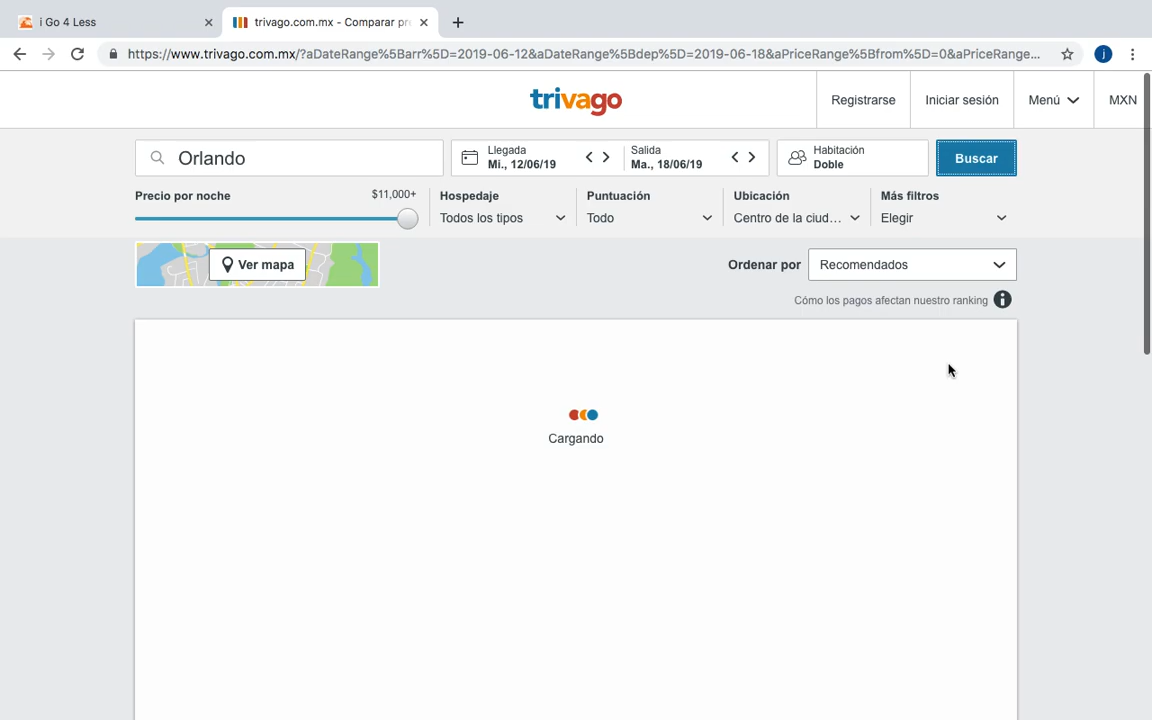 i Go 4 Less
trivago.com.mx - Comparar pr
https://www.trivago.com.mx/?aDateRange%5Barr%5D=2019-06-12&aDateRange%5Bdep%5D=2019-06-18&aPriceRange%5Bfrom%5D=0&aPriceRange...
j
trivago
Registrarse
Iniciar sesión
Menú
MXN
Orlando
Llegada
Mi., 12/06/19
Salida
Ma., 18/06/19
Habitación
Doble
Buscar
Precio por noche
$11,000+
Hospedaje
Todos los tipos
Puntuación
Todo
Ubicación
Centro de la ciud...
Más filtros
Elegir
Ver mapa
Ordenar por
Recomendados
Cómo los pagos afectan nuestro ranking
Cargando